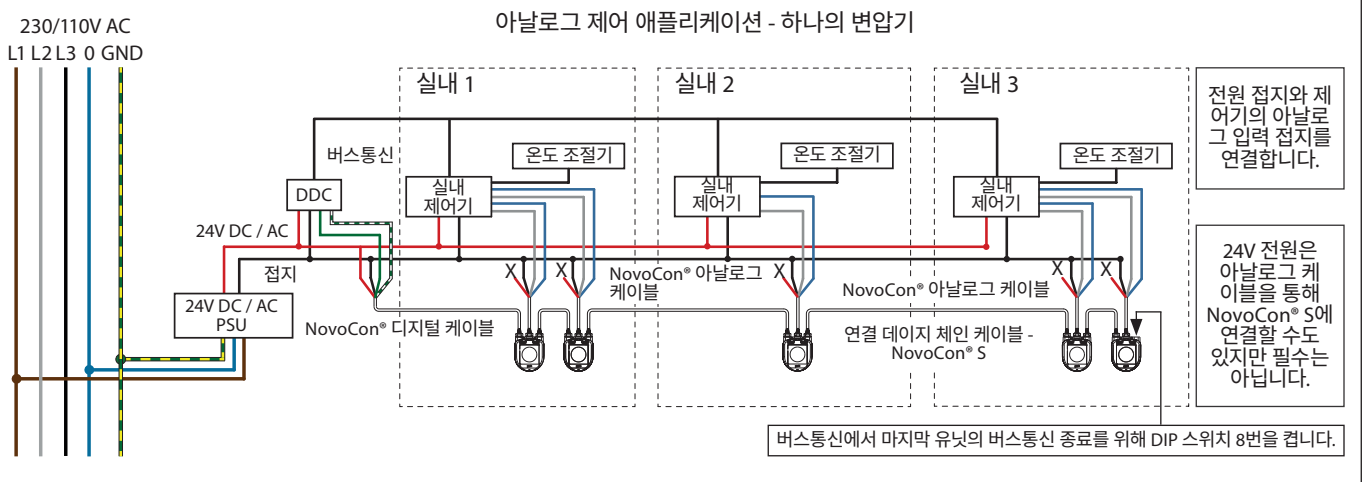 아날로그 제어 애플리케이션 - 하나의 변압기
230/110V AC
L1 L2 L3 0 GND
실내 1
실내 2
실내 3
전원 접지와 제
어기의 아날로
그 입력 접지를
연결합니다.
버스통신
온도 조절기
온도 조절기
온도 조절기
DDC
실내
제어기
실내
제어기
실내
제어기
24V DC / AC
접지
X
X
X
X
X
NovoCon® 아날로그
케이블
NovoCon® 아날로그 케이블
24V DC / AC
PSU
NovoCon® 디지털 케이블
연결 데이지 체인 케이블 -
NovoCon® S
24V 전원은
아날로그 케
이블을 통해
NovoCon® S에
연결할 수도
있지만 필수는
아닙니다.
버스통신에서 마지막 유닛의 버스통신 종료를 위해 DIP 스위치 8번을 켭니다.